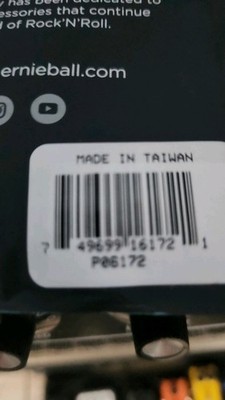 has been dedicated to
essories that continue
l of Rock'N'Roll.
ernieball.com
MADE IN TAIWAN
7 49699 16172 1
P06172